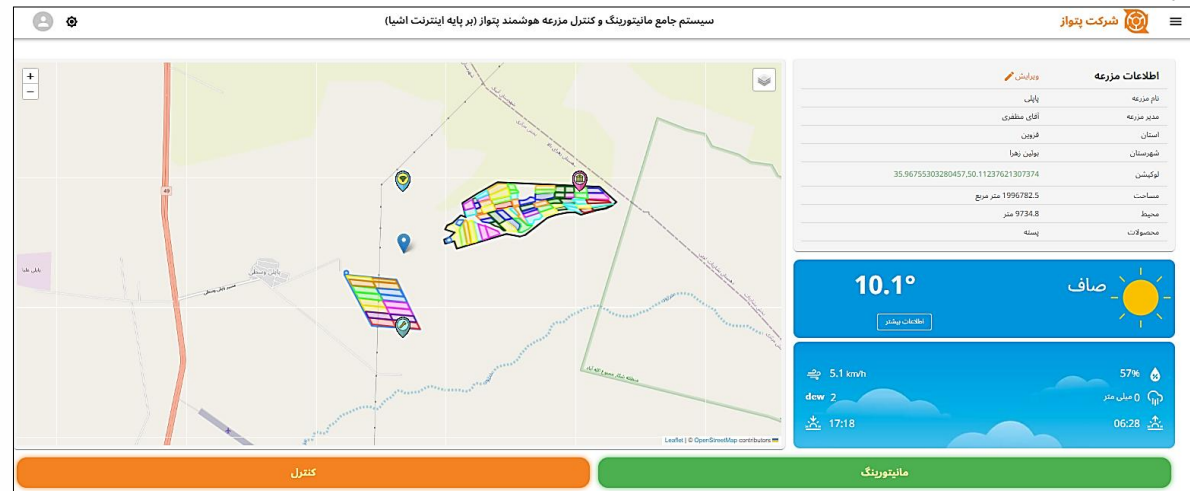 شرکت پتواز
سیستم جامع مانیتورینگ و کنترل مزرعه هوشمند پتواز (بر پایه اینترنت اشیا)
اطلاعات مزرعه
ویرایش
نام مزرعه
پاپلی
مدیر مزرعه
آقای مظفری
استان
قزوین
شهرستان
بوئین زهرا
لوکیشن
35.96755303280457,50.11237621307374
مساحت
1996782.5 متر مربع
محیط
9734.8 متر
محصولات
پسته
صاف
10.1°
اطلاعات بیشتر
57%
5.1 km/h
0 میلی متر
dew 2
06:28
17:18
+
−
49
Leaflet | © OpenStreetMap contributors
مانیتورینگ
کنترل